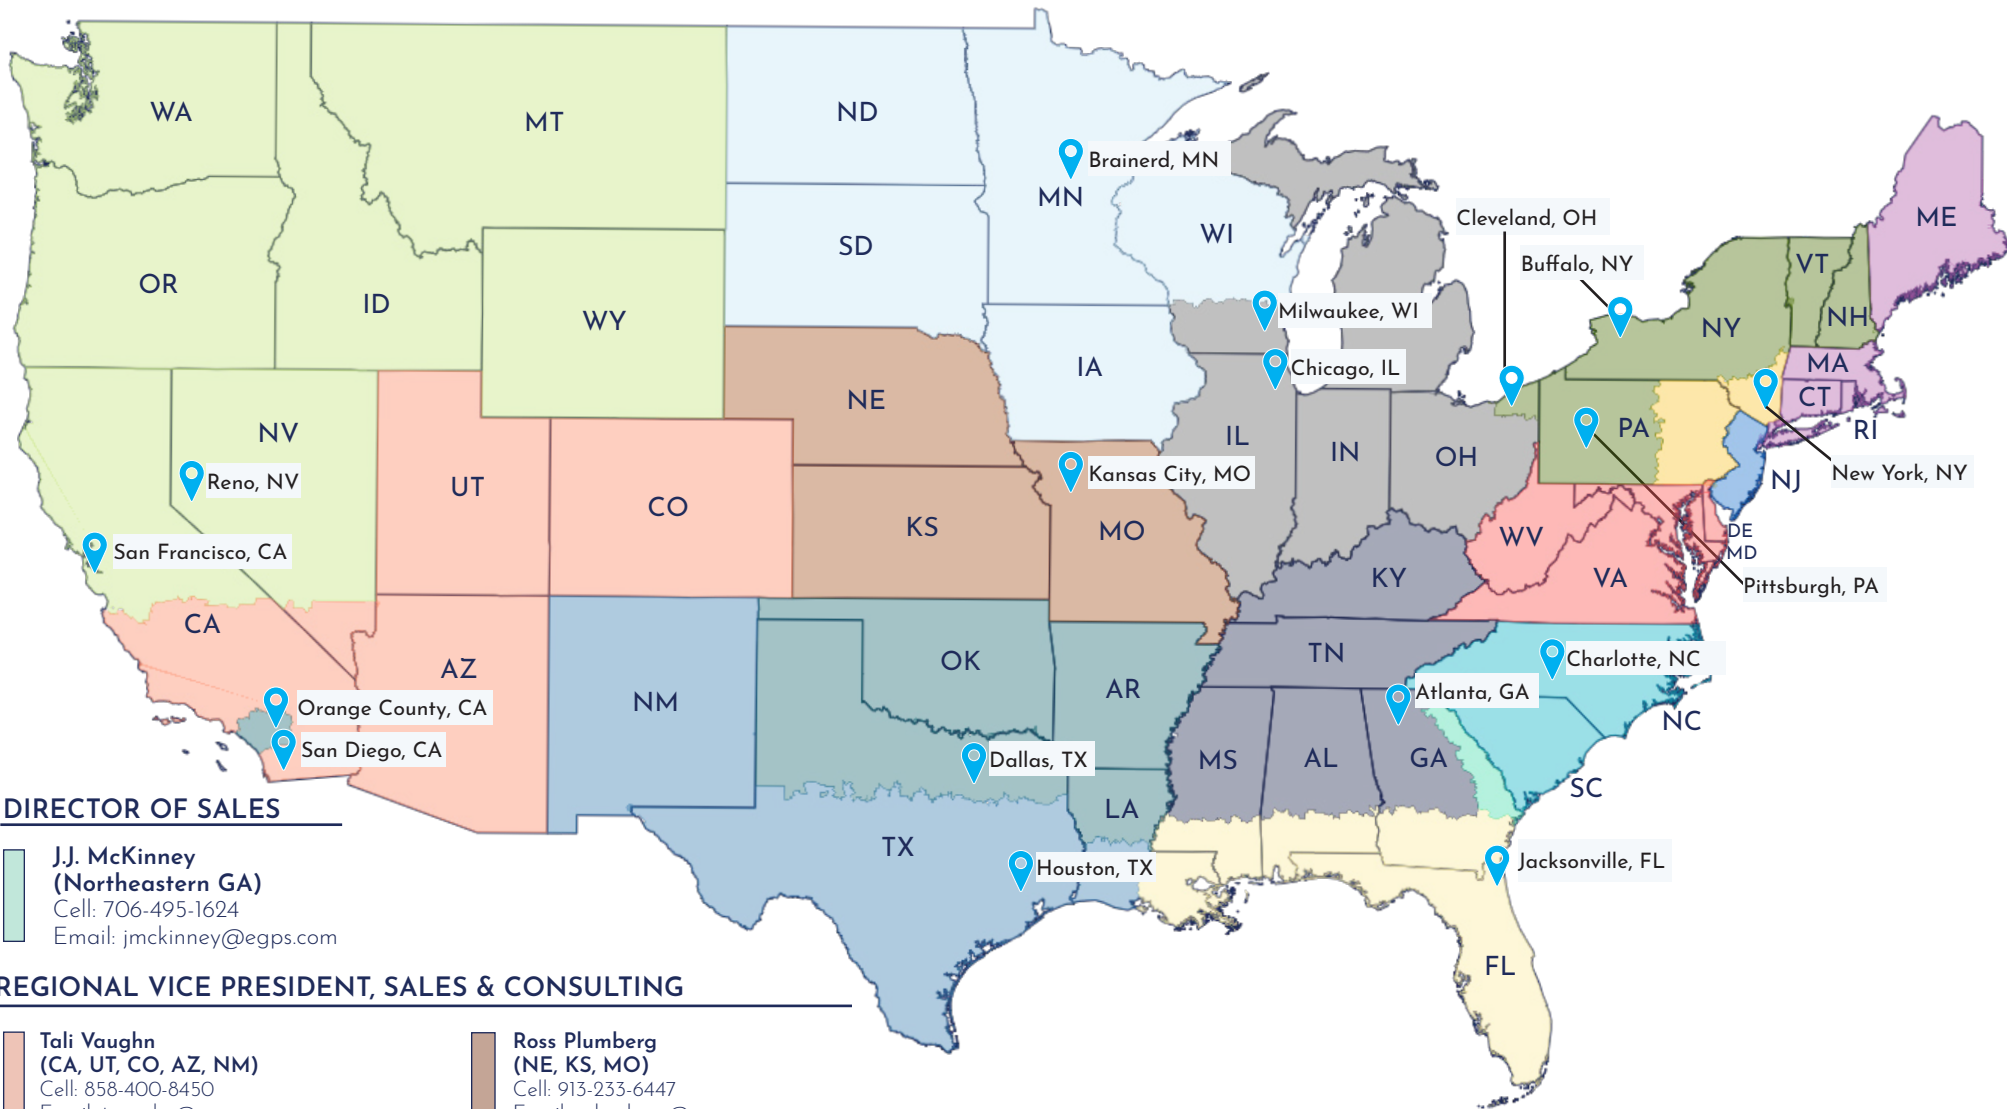 WA
MT
ND
Brainerd, MN
MN
ME
Cleveland, OH
WI
SD
Buffalo, NY
VT
OR
ID
WY
Milwaukee, WI
NY
NH
IA
Chicago, IL
MA
CT
NE
NV
IL
PA
RI
IN
OH
Reno, NV
UT
Kansas City, MO
NJ
New York, NY
CO
KS
MO
WV
DE
MD
San Francisco, CA
KY
VA
Pittsburgh, PA
CA
AZ
OK
TN
Charlotte, NC
AR
Atlanta, GA
NM
Orange County, CA
NC
San Diego, CA
Dallas, TX
MS
AL
GA
SC
LA
TX
Houston, TX
Jacksonville, FL
FL
DIRECTOR OF SALES
J.J. McKinney
(Northeastern GA)
Cell: 706-495-1624
Email: jmckinney@egps.com
REGIONAL VICE PRESIDENT, SALES & CONSULTING
Tali Vaughn
(CA, UT, CO, AZ, NM)
Cell: 858-400-8450
Ross Plumberg
(NE, KS, MO)
Cell: 913-233-6447